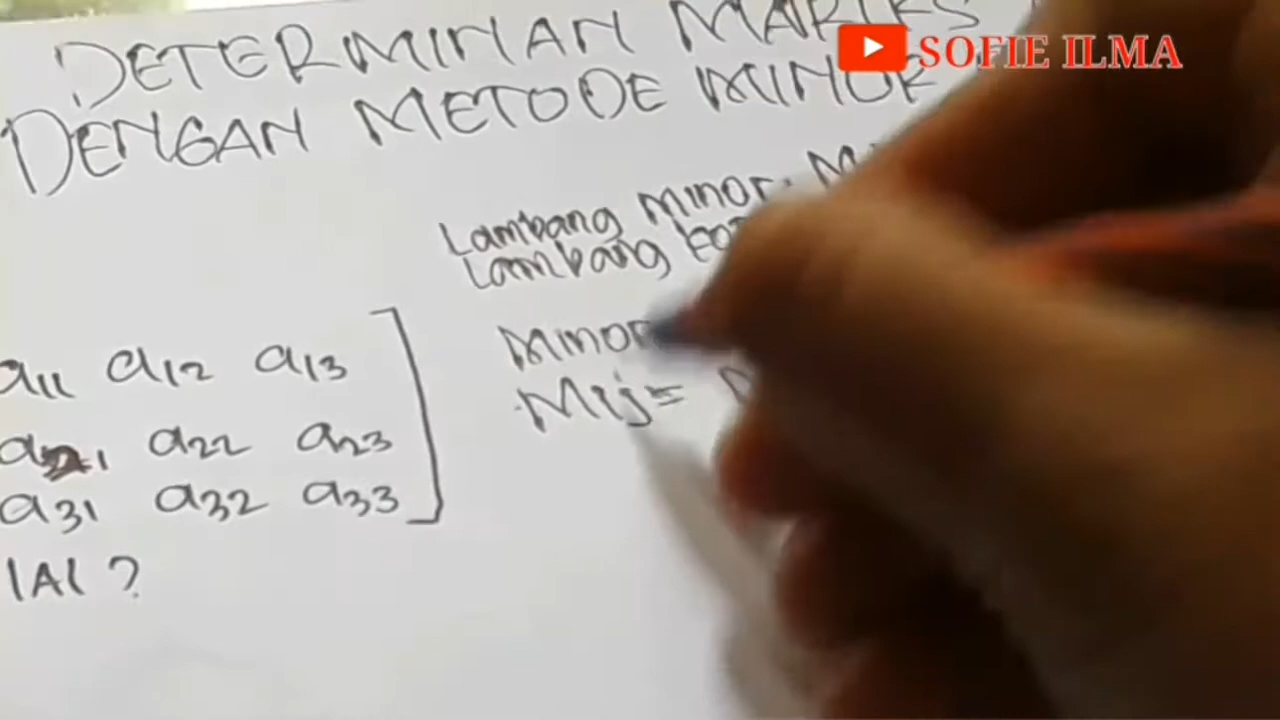 DETERMINAN MATRIKS
SOFIE ILMA
DENGAN METODE MINOR
Lambang Minor:
Lambang
a11 a12 a13
a21 a22 a23
a31 a32 a33
Minor
Mij =
|A| ?